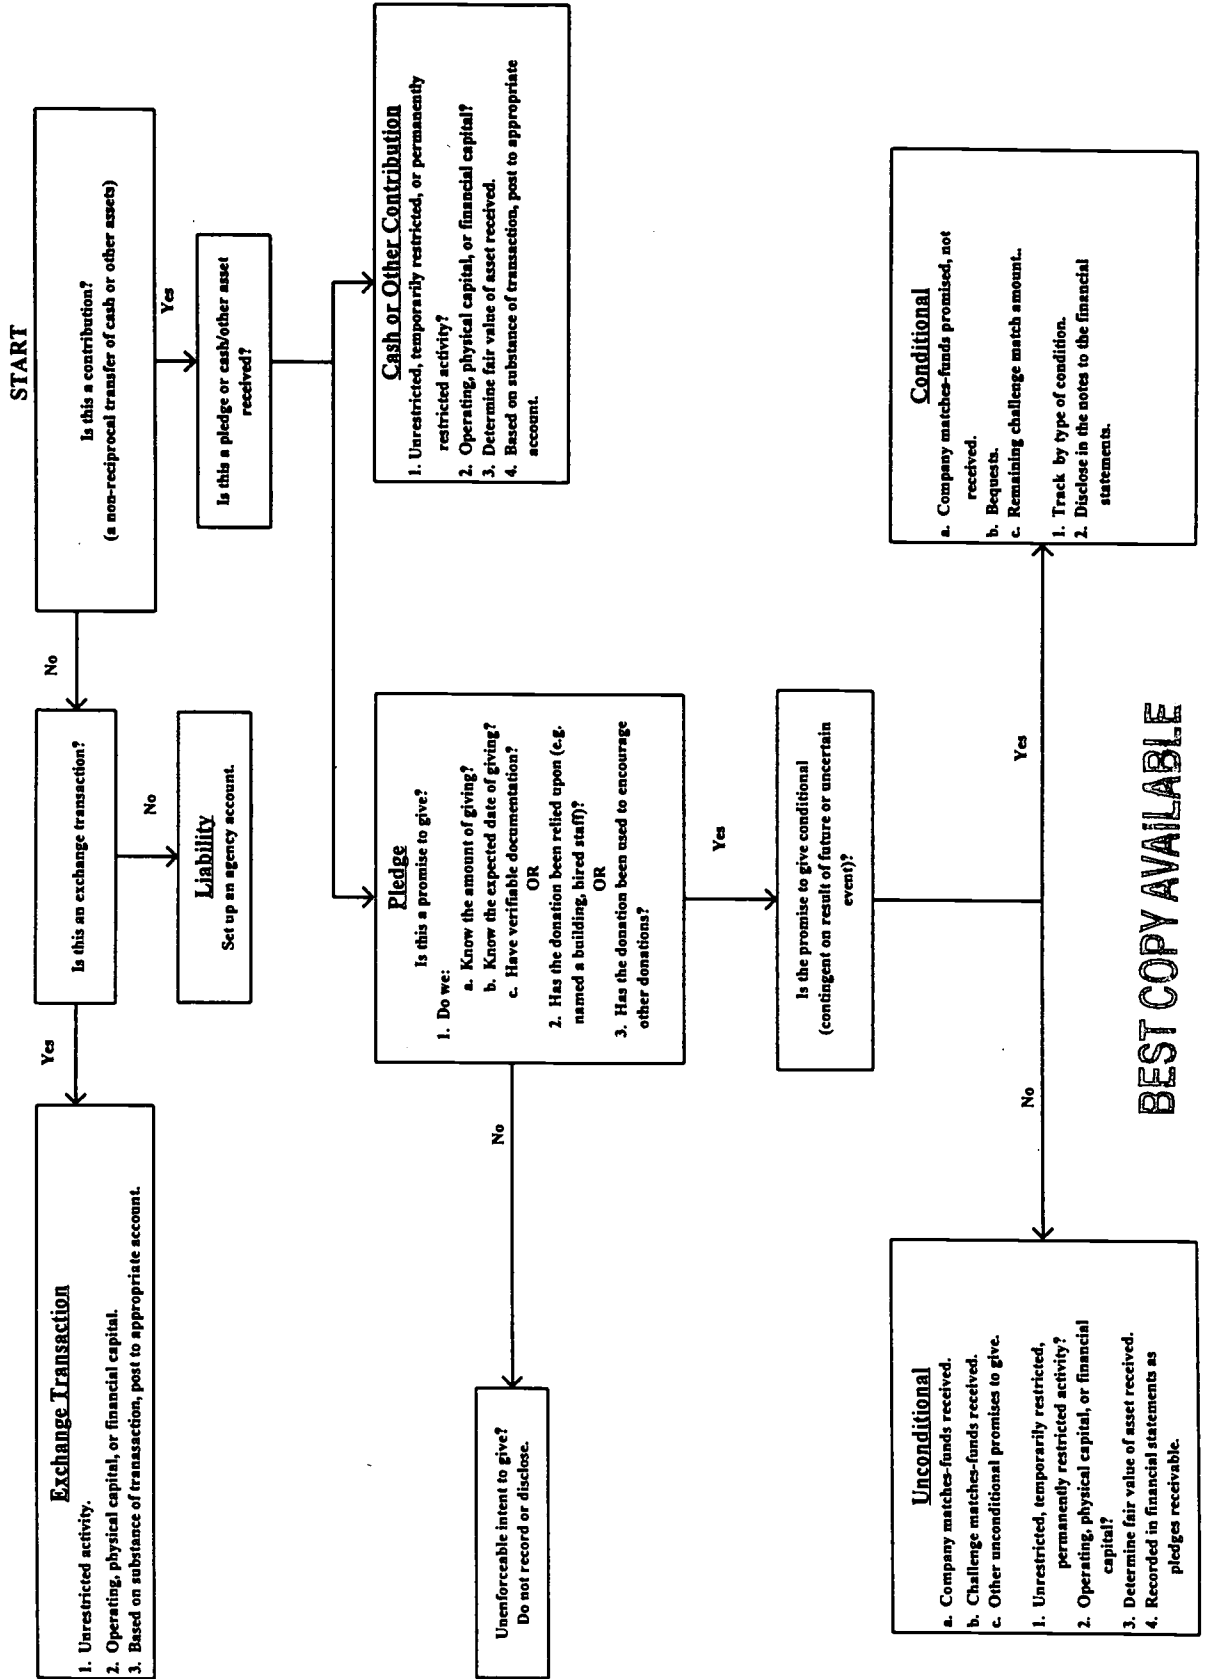 START
Is this a contribution?
(a non-reciprocal transfer of cash or other assets)
No
Is this an exchange transaction?
Yes
Exchange Transaction
1. Unrestricted activity.
2. Operating, physical capital, or financial capital.
3. Based on substance of tranasaction, post to appropriate account.
No
Liability
Set up an agency account.
Yes
Is this a pledge or cash/other asset
received?
Cash or Other Contribution
1. Unrestricted, temporarily restricted, or permanently
restricted activity?
2. Operating, physical capital, or financial capital?
3. Determine fair value of asset received.
4. Based on substance of transaction, post to appropriate
account.
Pledge
Is this a promise to give?
1. Do we:
a. Know the amount of giving?
b. Know the expected date of giving?
c. Have verifiable documentation?
OR
2. Has the donation been relied upon (e.g.
named a building, hired staff)?
OR
3. Has the donation been used to encourage
other donations?
No
Unenforceable intent to give?
Do not record or disclose.
Yes
Is the promise to give conditional
(contingent on result of future or uncertain
event)?
No
Unconditional
a. Company matches-funds received.
b. Challenge matches-funds received.
c. Other unconditional promises to give.
1. Unrestricted, temporarily restricted,
permanently restricted activity?
2. Operating, physical capital, or financial
capital?
3. Determine fair value of asset received.
4. Recorded in financial statements as
pledges receivable.
Yes
Conditional
a. Company matches-funds promised, not
received.
b. Bequests.
c. Remaining challenge match amount..
1. Track by type of condition.
2. Disclose in the notes to the financial
statements.
BEST COPY AVAILABLE